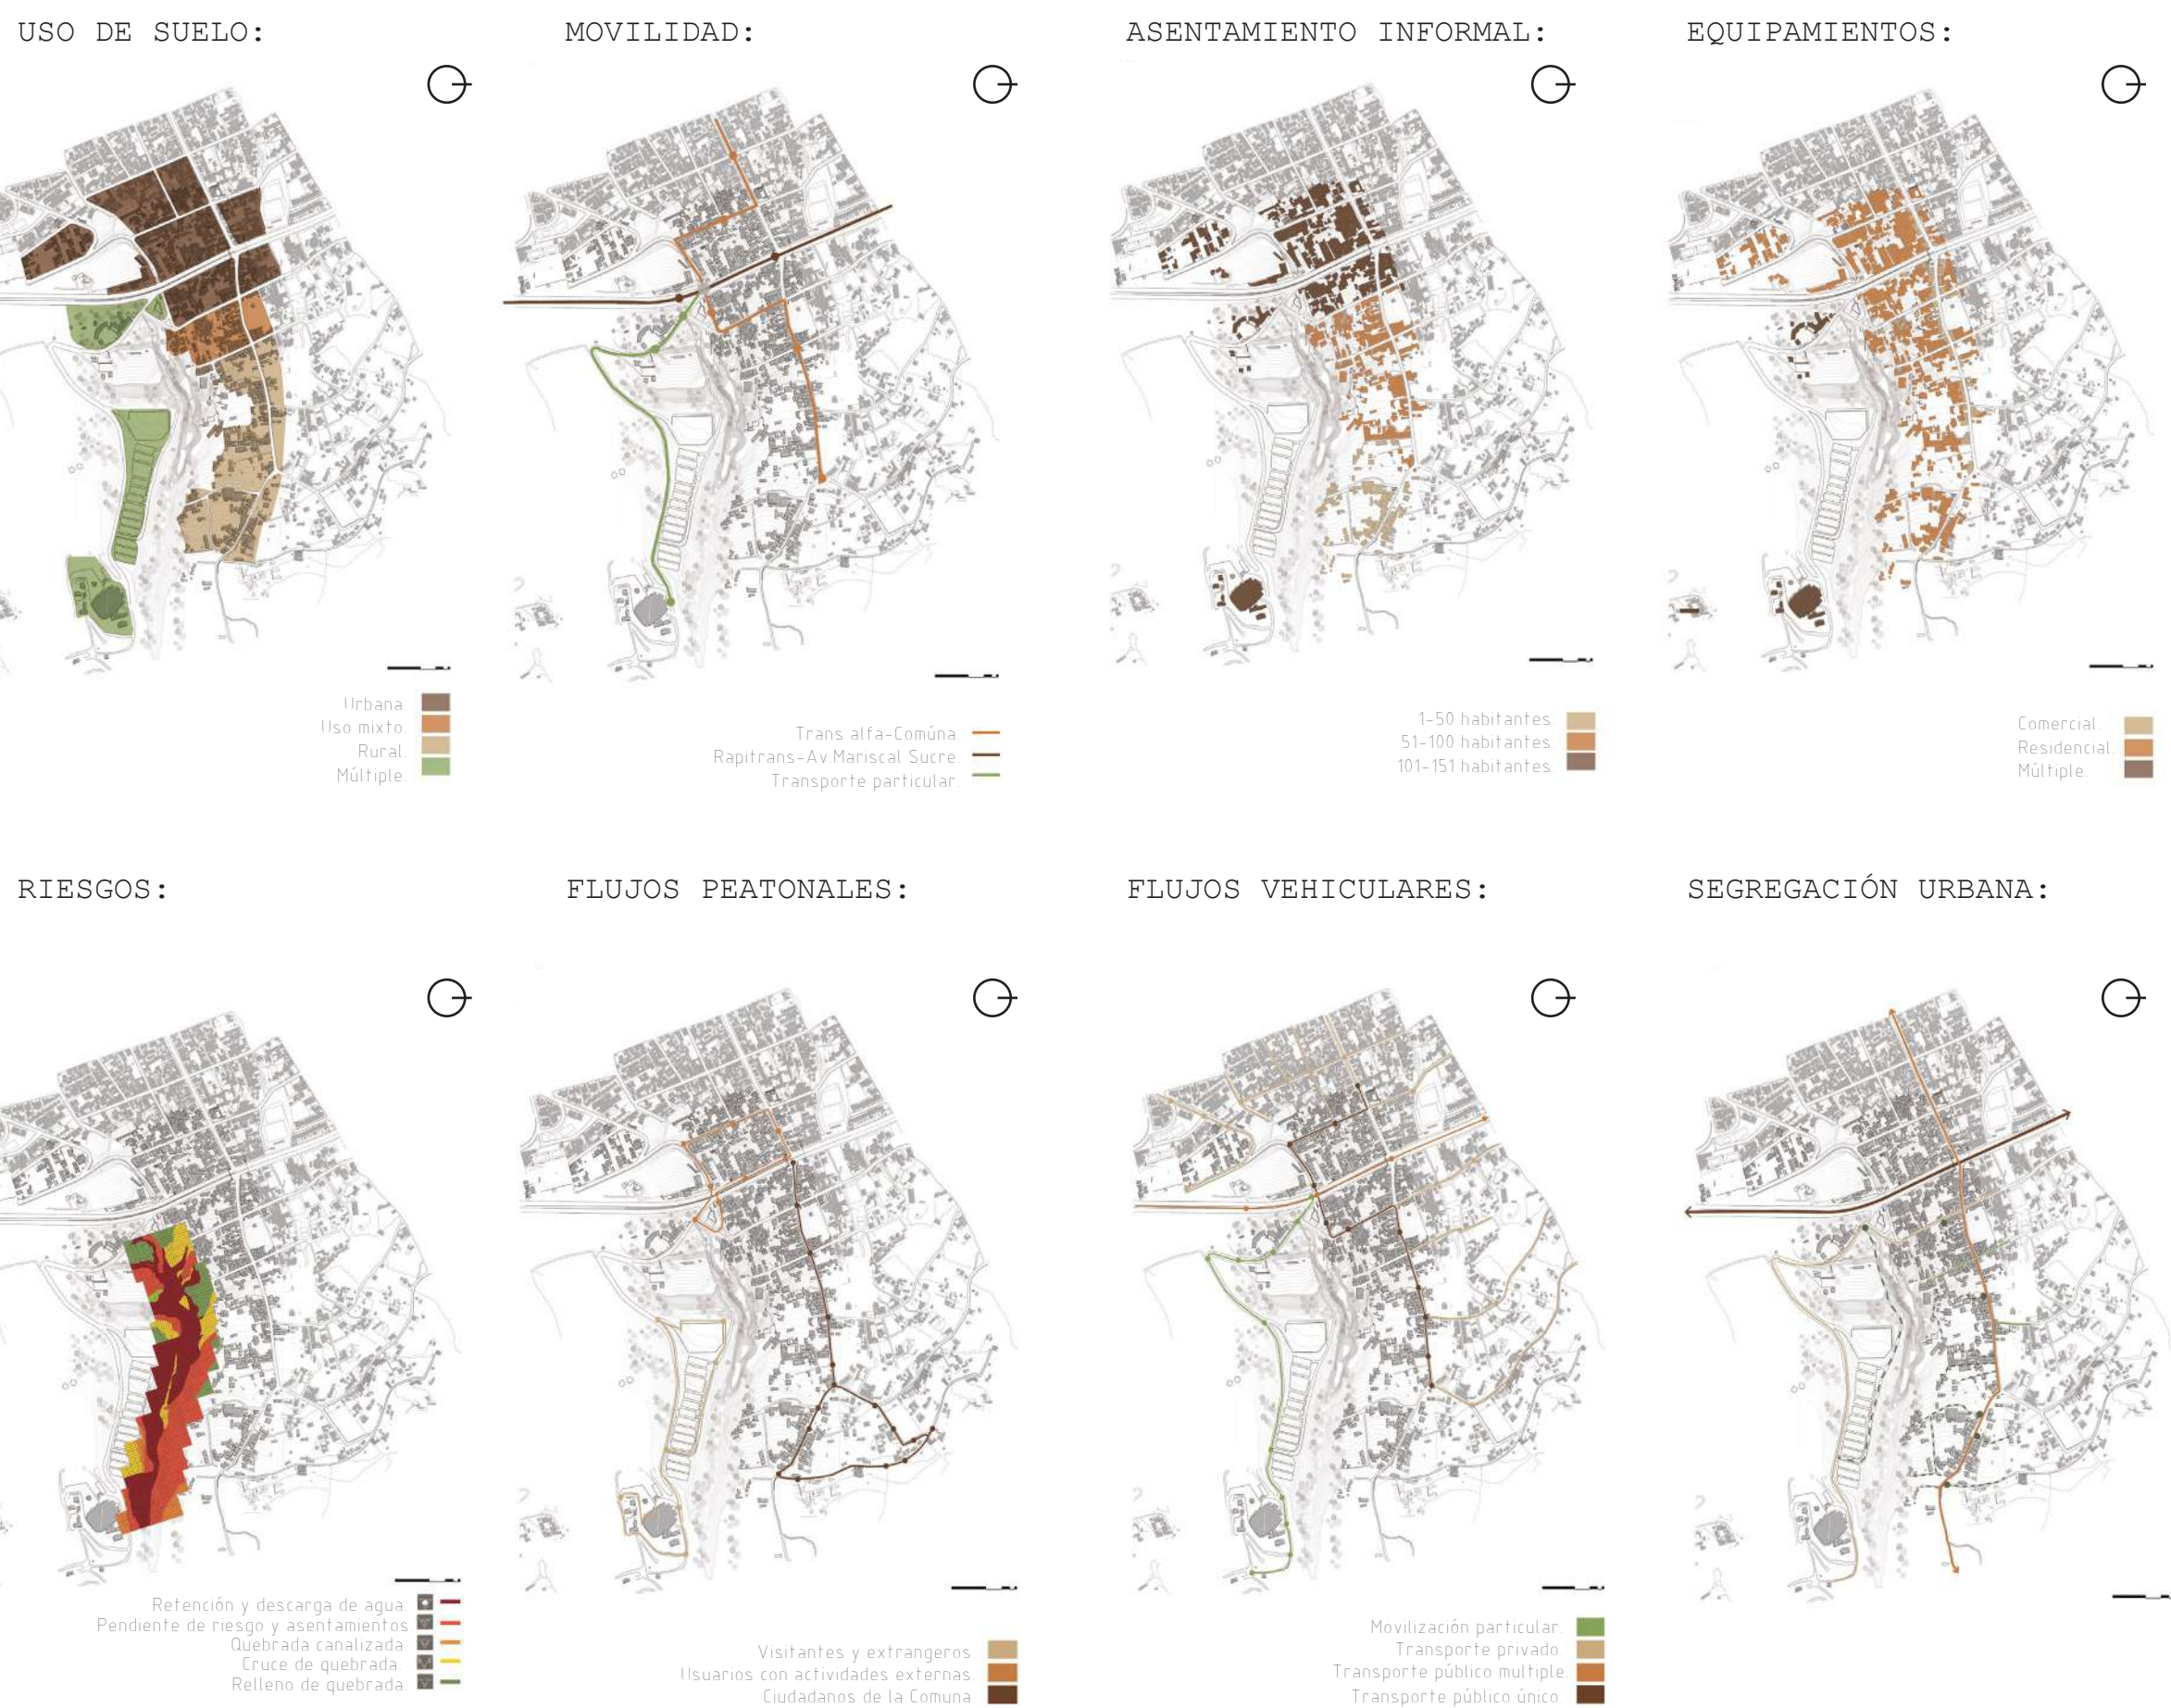 USO DE SUELO:
Urbana.
Uso mixto.
Rural.
Múltiple.
MOVILIDAD:
Trans alfa-Comúna.
Rapitrans-Av.Mariscal Sucre.
Transporte particular.
ASENTAMIENTO INFORMAL:
1-50 habitantes.
51-100 habitantes.
101-151 habitantes.
EQUIPAMIENTOS:
Comercial.
Residencial.
Múltiple.
RIESGOS:
Retención y descarga de agua.
Pendiente de riesgo y asentamientos.
Quebrada canalizada.
Cruce de quebrada.
Relleno de quebrada.
FLUJOS PEATONALES:
Visitantes y extrangeros.
Usuarios con actividades externas.
Ciudadanos de la Comuna.
FLUJOS VEHICULARES:
Movilización particular.
Transporte privado.
Transporte público multiple.
Transporte público único.
SEGREGACIÓN URBANA: